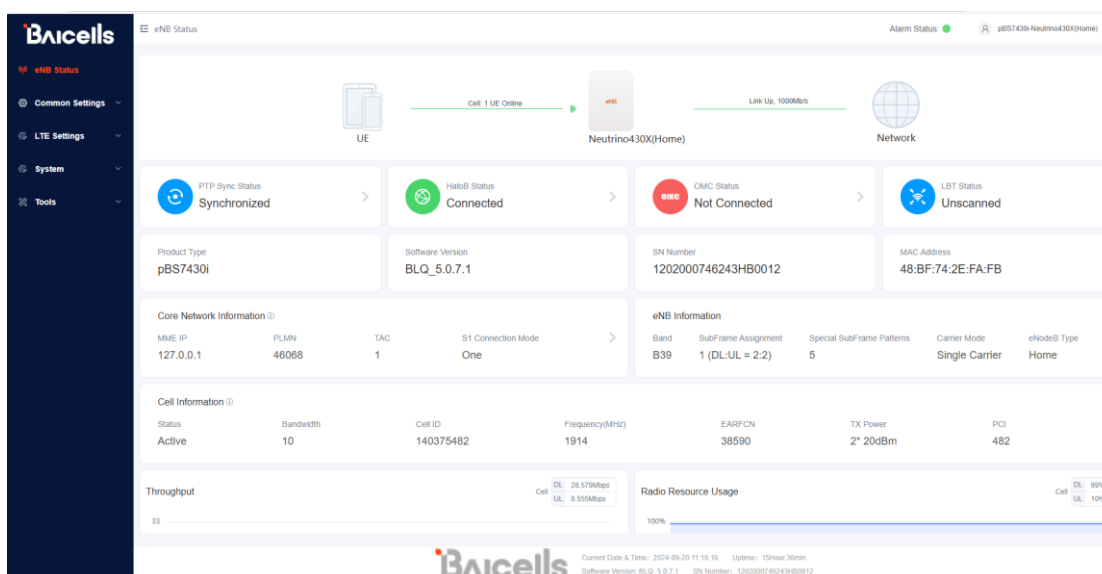 Baicells
eNB Status
Alarm Status:
pBS7430i-Neutrino430X(Home)
eNB Status
Common Settings
LTE Settings
System
Tools
Cell: 1 UE Online
eNB
Link Up, 1000Mb/s
UE
Neutrino430X(Home)
Network
PTP Sync Status
Synchronized
HaloB Status
Connected
omc
OMC Status
Not Connected
LBT Status
Unscanned
Product Type
pBS7430i
Software Version
BLQ_5.0.7.1
SN Number
1202000746243HB0012
MAC Address
48:BF:74:2E:FA:FB
Core Network Information
MME IP PLMN TAC S1 Connection Mode
127.0.0.1 46068 1 One
eNB Information
Band SubFrame Assignment Special SubFrame Patterns Carrier Mode eNodeB Type
B39 1 (DL:UL = 2:2) 5 Single Carrier Home
Cell Information
Status Bandwidth Cell ID Frequency(MHz) EARFCN TX Power PCI
Active 10 140375482 1914 38590 2* 20dBm 482
Throughput
Cell DL 28.579Mbps
UL 8.555Mbps
33
Radio Resource Usage
Cell DL 99%
UL 10%
100%
Baicells
Current Date & Time: 2024-09-20 11:16:16 Uptime: 15Hour,36min
Software Version: BLQ_5.0.7.1 SN Number: 1202000746243HB0012